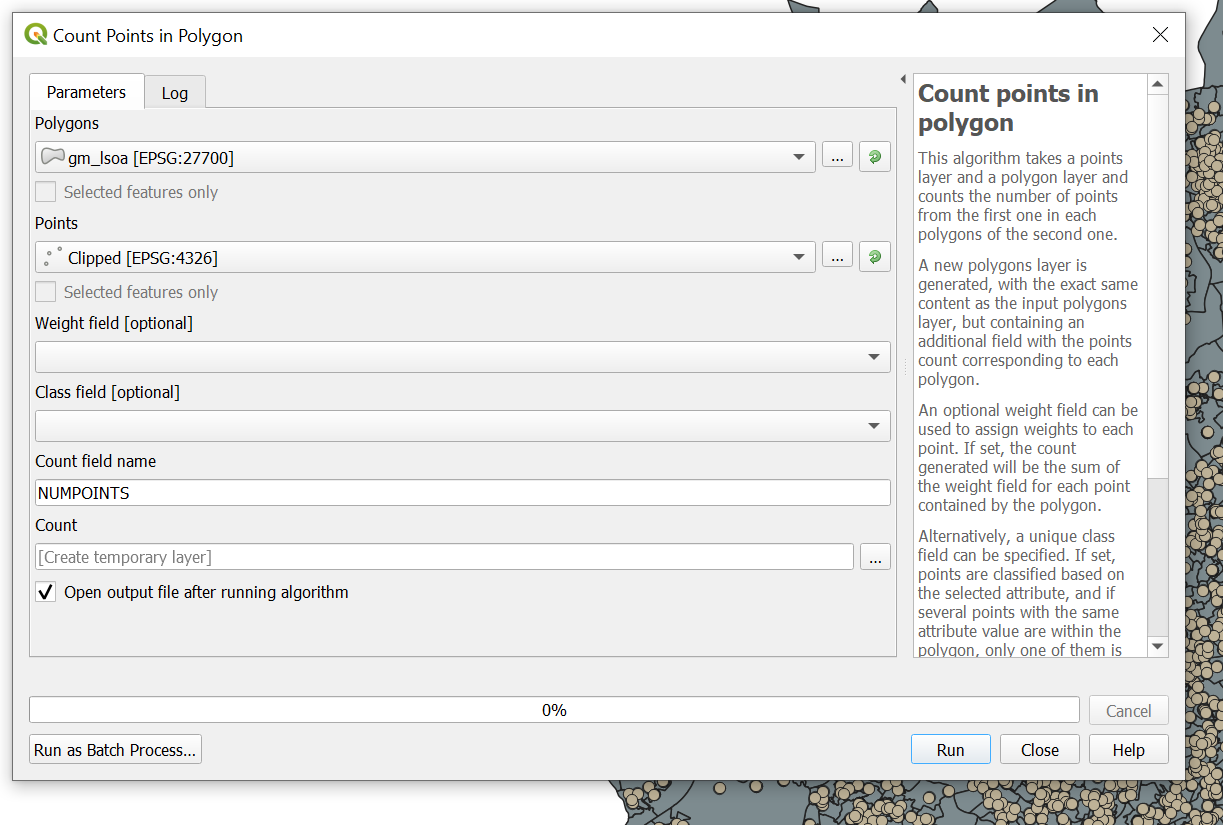 Count Points in Polygon
Parameters
Log
Polygons
gm_lsoa [EPSG:27700]
...
Selected features only
Points
Clipped [EPSG:4326]
...
Selected features only
Weight field [optional]
Class field [optional]
Count field name
NUMPOINTS
Count
[Create temporary layer]
...
Open output file after running algorithm
Count points in
polygon
This algorithm takes a points
layer and a polygon layer and
counts the number of points
from the first one in each
polygons of the second one.
A new polygons layer is
generated, with the exact same
content as the input polygons
layer, but containing an
additional field with the points
count corresponding to each
polygon.
An optional weight field can be
used to assign weights to each
point. If set, the count
generated will be the sum of
the weight field for each point
contained by the polygon.
Alternatively, a unique class
field can be specified. If set,
points are classified based on
the selected attribute, and if
several points with the same
attribute value are within the
polygon, only one of them is
0%
Cancel
Run as Batch Process...
Run
Close
Help